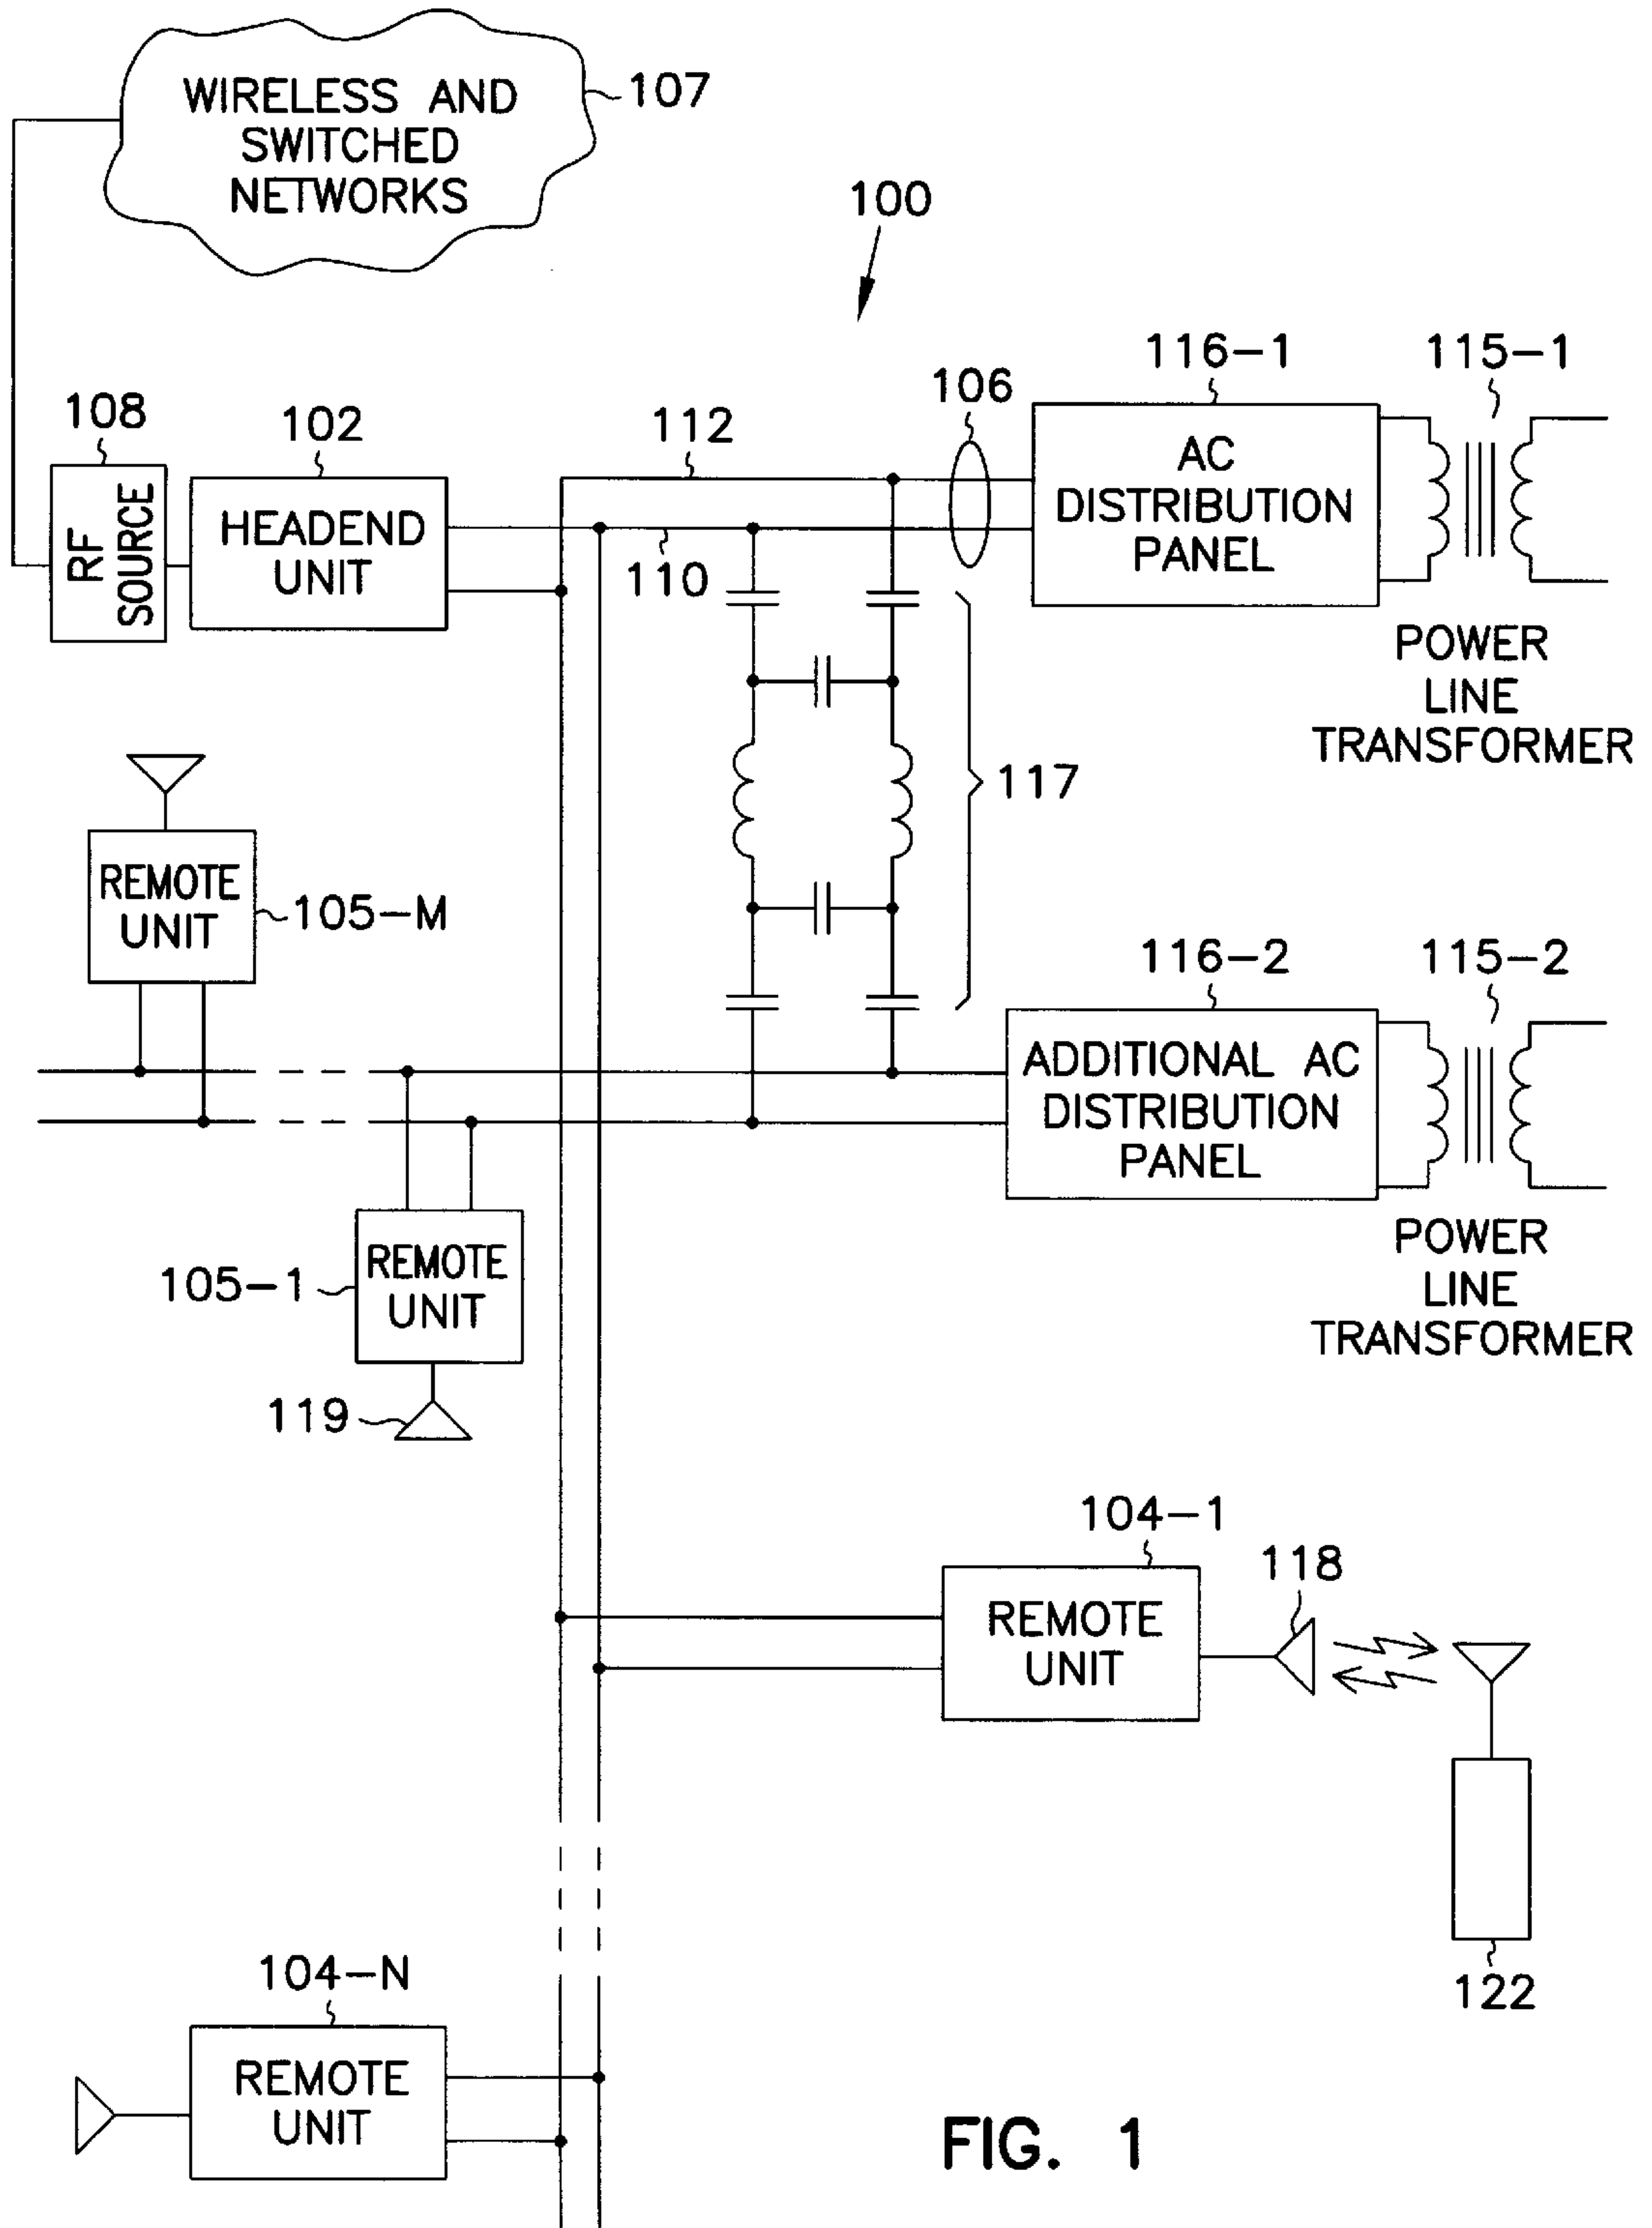 WIRELESS AND
SWITCHED
NETWORKS
107
100
116-1
115-1
106
108
102
112
RF
SOURCE
HEADEND
UNIT
110
AC
DISTRIBUTION
PANEL
POWER
LINE
TRANSFORMER
117
REMOTE
UNIT
105-M
116-2
115-2
ADDITIONAL AC
DISTRIBUTION
PANEL
POWER
LINE
TRANSFORMER
105-1
REMOTE
UNIT
119
104-1
118
REMOTE
UNIT
122
104-N
REMOTE
UNIT
FIG. 1